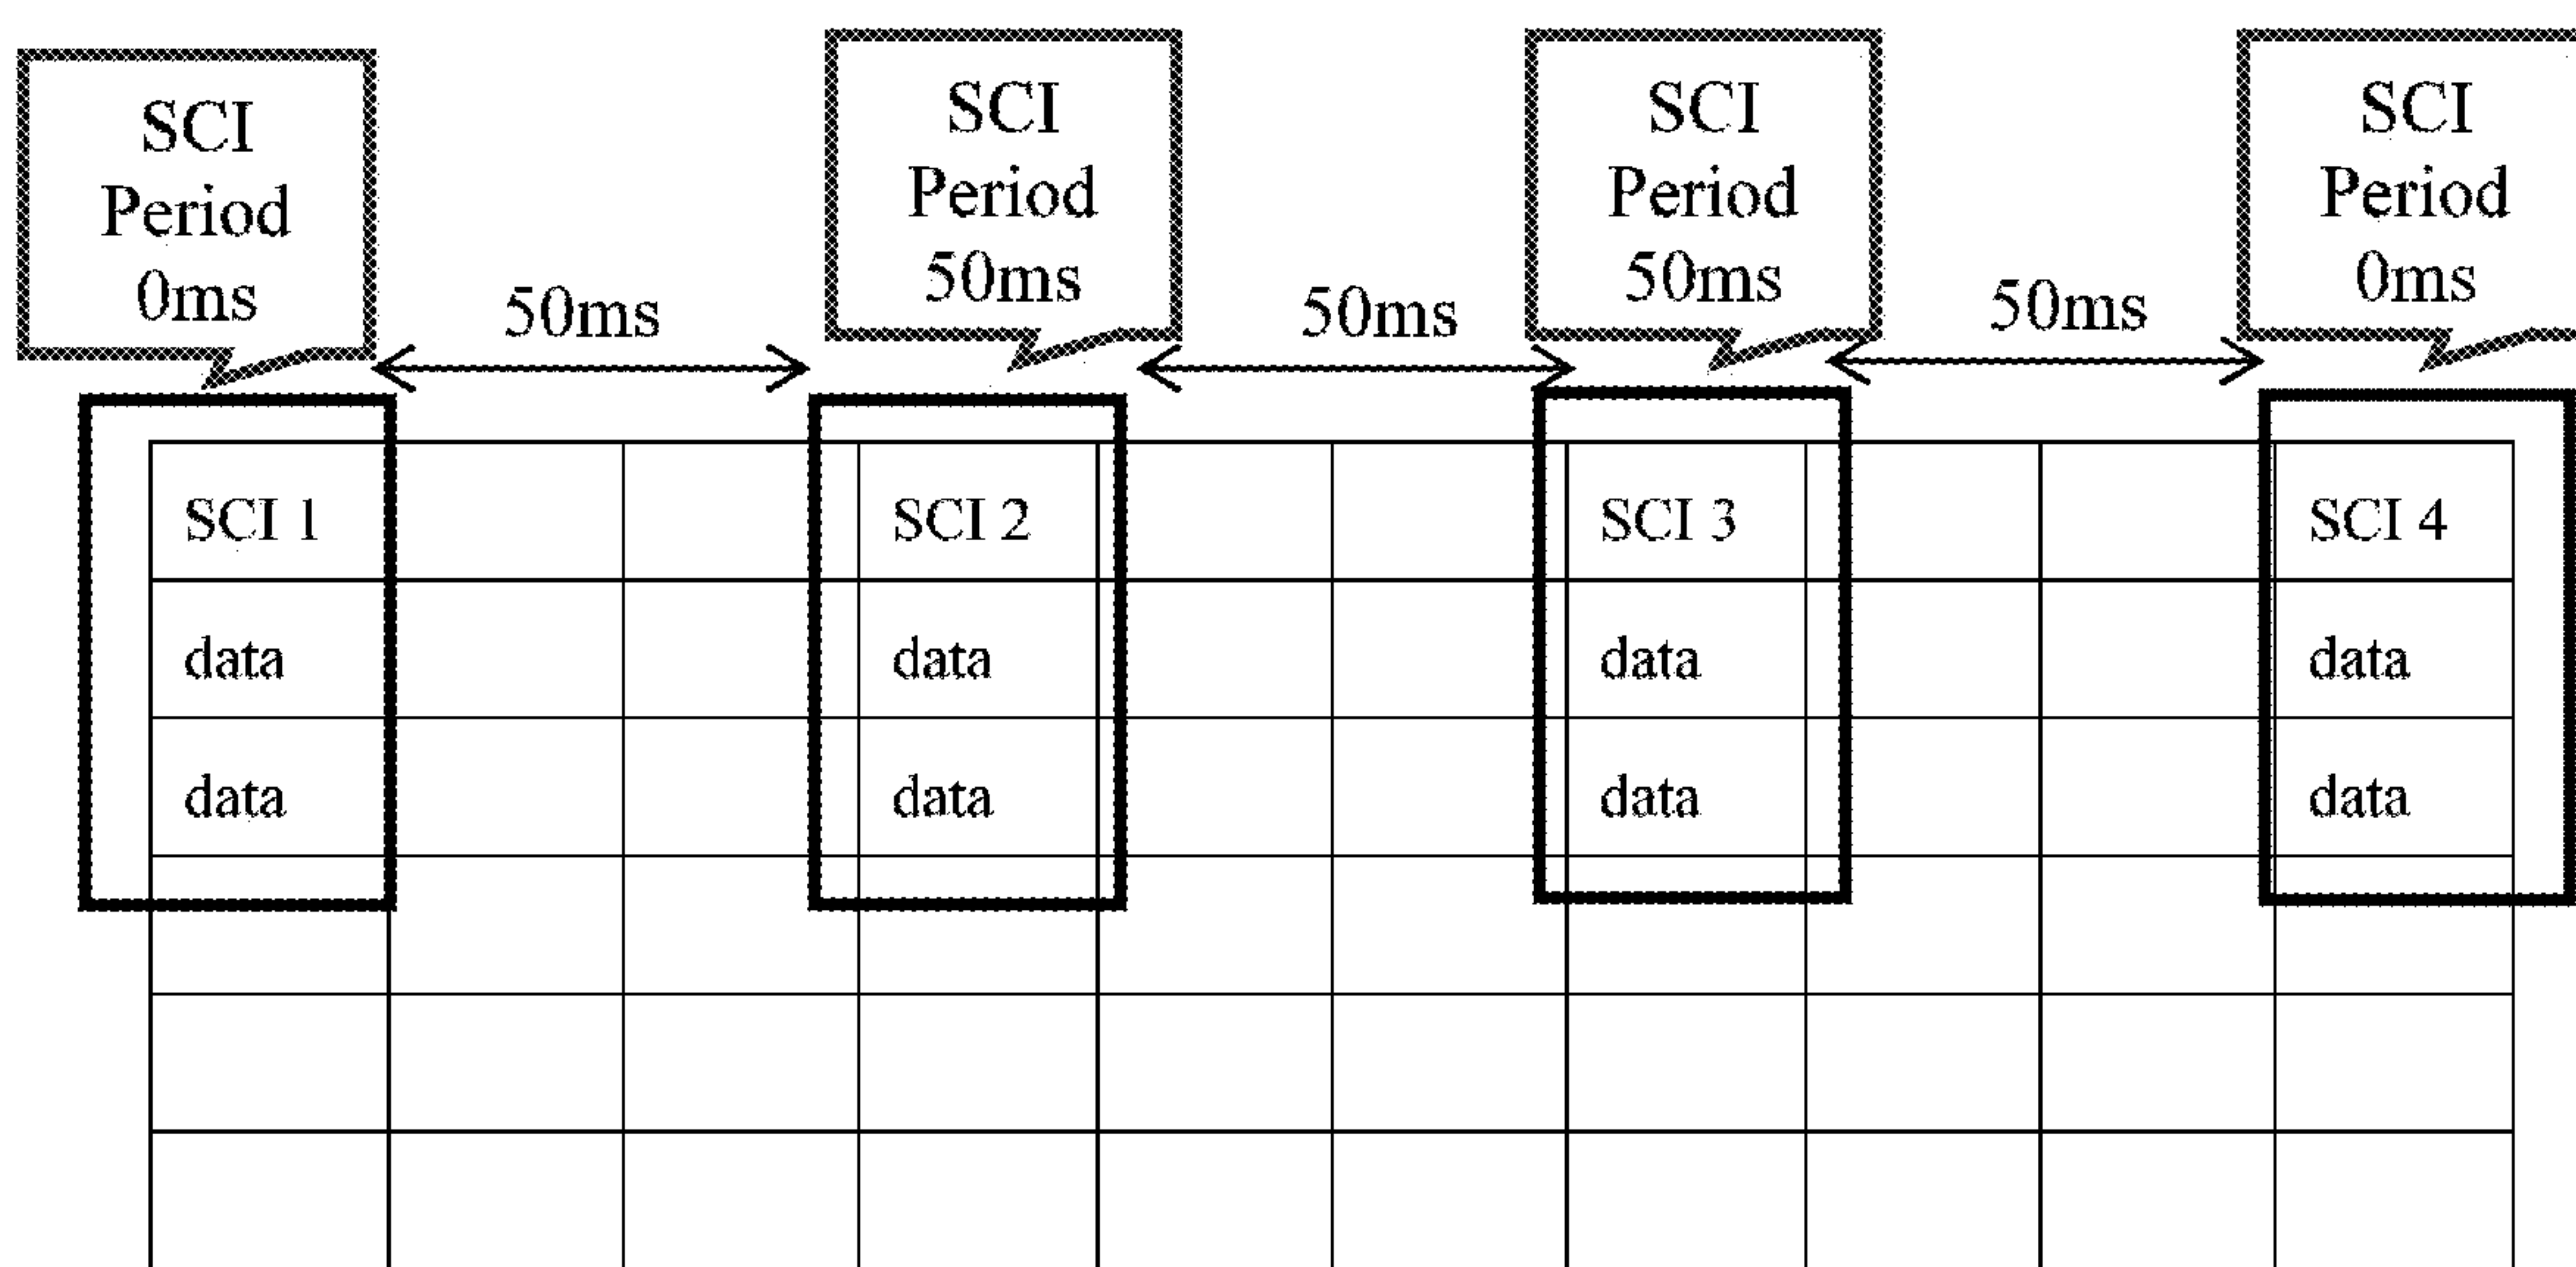 SCI
Period
0ms
50ms
SCI
Period
50ms
50ms
SCI
Period
50ms
50ms
SCI
Period
0ms
SCI 1
SCI 2
SCI 3
SCI 4
data
data
data
data
data
data
data
data